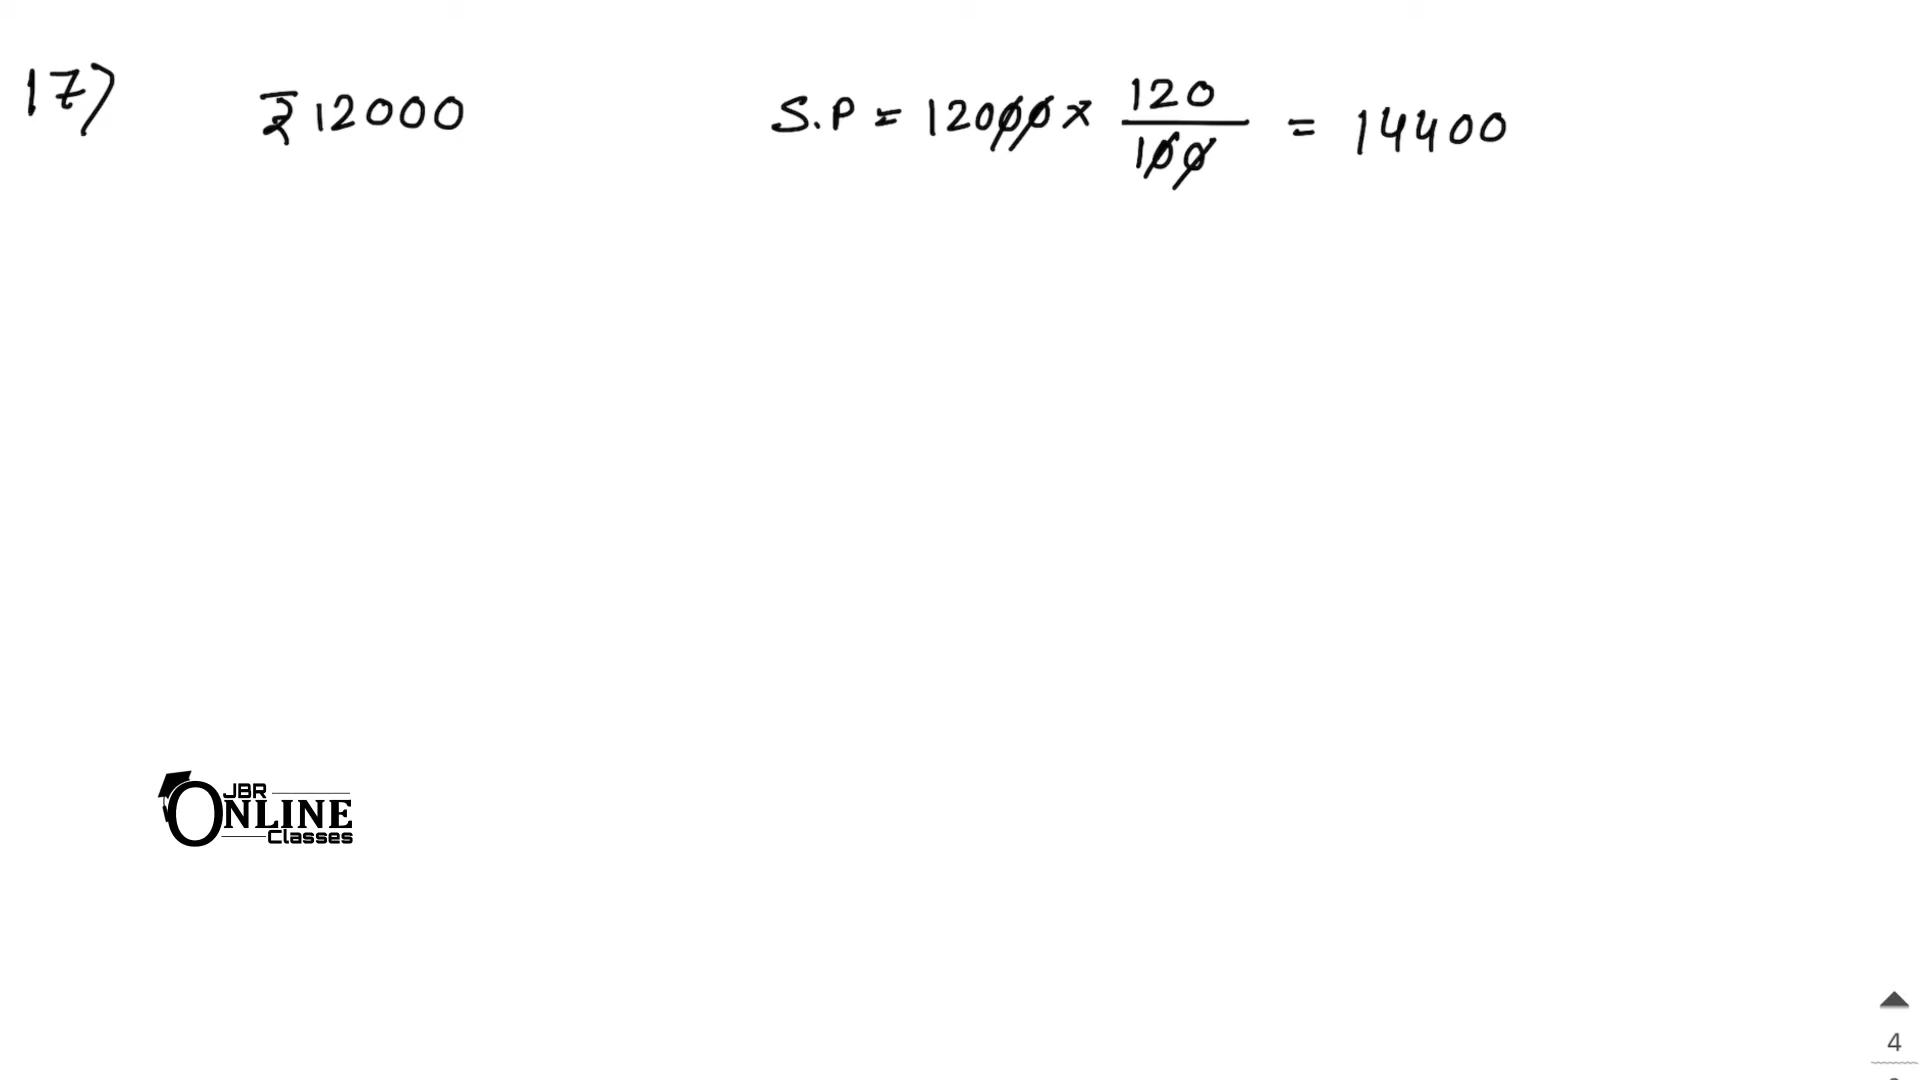 17) ₹12000 S.P = 12000 × 120/100 = 14400
JBR
ONLINE
Classes
4